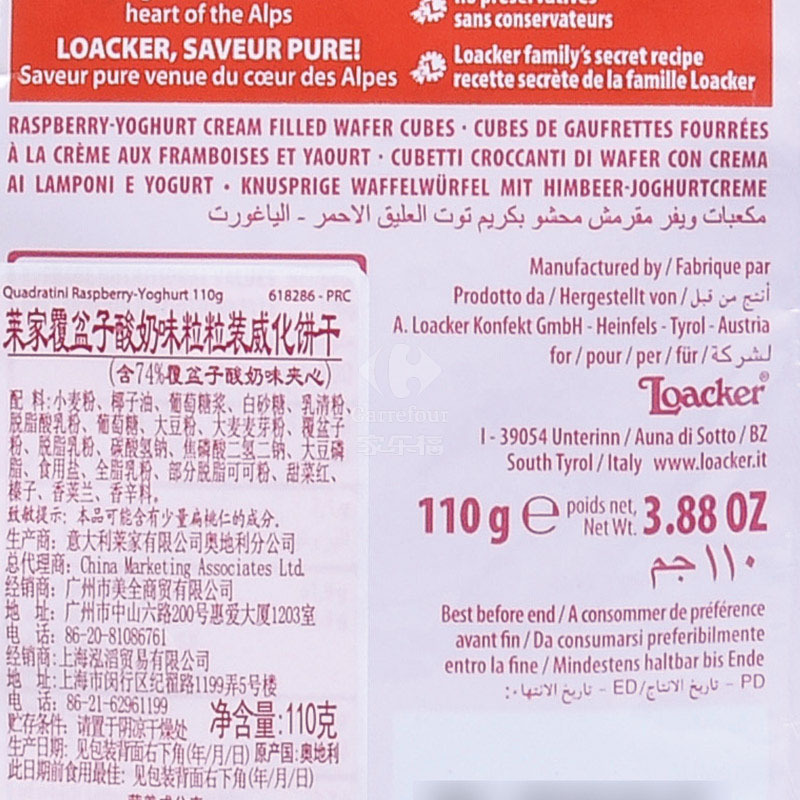 heart of the Alps
LOACKER, SAVEUR PURE!
Saveur pure venue du cœur des Alpes
no preservatives
sans conservateurs
Loacker family's secret recipe
recette secrète de la famille Loacker
RASPBERRY-YOGHURT CREAM FILLED WAFER CUBES · CUBES DE GAUFRETTES FOURRÉES
À LA CRÈME AUX FRAMBOISES ET YAOURT · CUBETTI CROCCANTI DI WAFER CON CREMA
AI LAMPONI E YOGURT · KNUSPRIGE WAFFELWÜRFEL MIT HIMBEER-JOGHURTCREME
مكعبات ويفر مقرمش محشو بكريم توت العليق الاحمر - الياغورت
Quadratini Raspberry-Yoghurt 110g 618286 - PRC
莱家覆盆子酸奶味粒粒装威化饼干
(含74%覆盆子酸奶味夹心)
配 料:小麦粉、椰子油、葡萄糖浆、白砂糖、乳清粉、
脱脂酸乳粉、葡萄糖、大豆粉、大麦麦芽粉、覆盆子
粉、脱脂乳粉、碳酸氢钠、焦磷酸二氢二钠、大豆磷
脂、食用盐、全脂乳粉、部分脱脂可可粉、甜菜红、
榛子、香荚兰、香辛料。
致敏提示: 本品可能含有少量扁桃仁的成分。
生产商: 意大利莱家有限公司奥地利分公司
总代理商: China Marketing Associates Ltd.
经销商: 广州市美全商贸有限公司
地 址: 广州市中山六路200号惠爱大厦1203室
电 话: 86-20-81086761
经销商:上海泓滔贸易有限公司
地 址:上海市闵行区纪翟路1199弄5号楼
电 话: 86-21-62961199
贮存条件: 请置于阴凉干燥处
净含量:110克
生产日期: 见包装背面右下角(年/月/日) 原产国:奥地利
此日期前食用最佳: 见包装背面右下角(年/月/日)
Manufactured by / Fabrique par
Prodotto da / Hergestellt von / أنتج من قبل
A. Loacker Konfekt GmbH - Heinfels - Tyrol - Austria
for / pour / per / für / لشركة
Loacker®
I - 39054 Unterinn / Auna di Sotto / BZ
South Tyrol / Italy www.loacker.it
110 g ℮ poids net, Net Wt. 3.88 OZ
١١٠ جم
Best before end / A consommer de préférence
avant fin / Da consumarsi preferibilmente
entro la fine / Mindestens haltbar bis Ende
PD - تاريخ الانتاج/ED - تاريخ الانتهاء:
Carrefour
家乐福